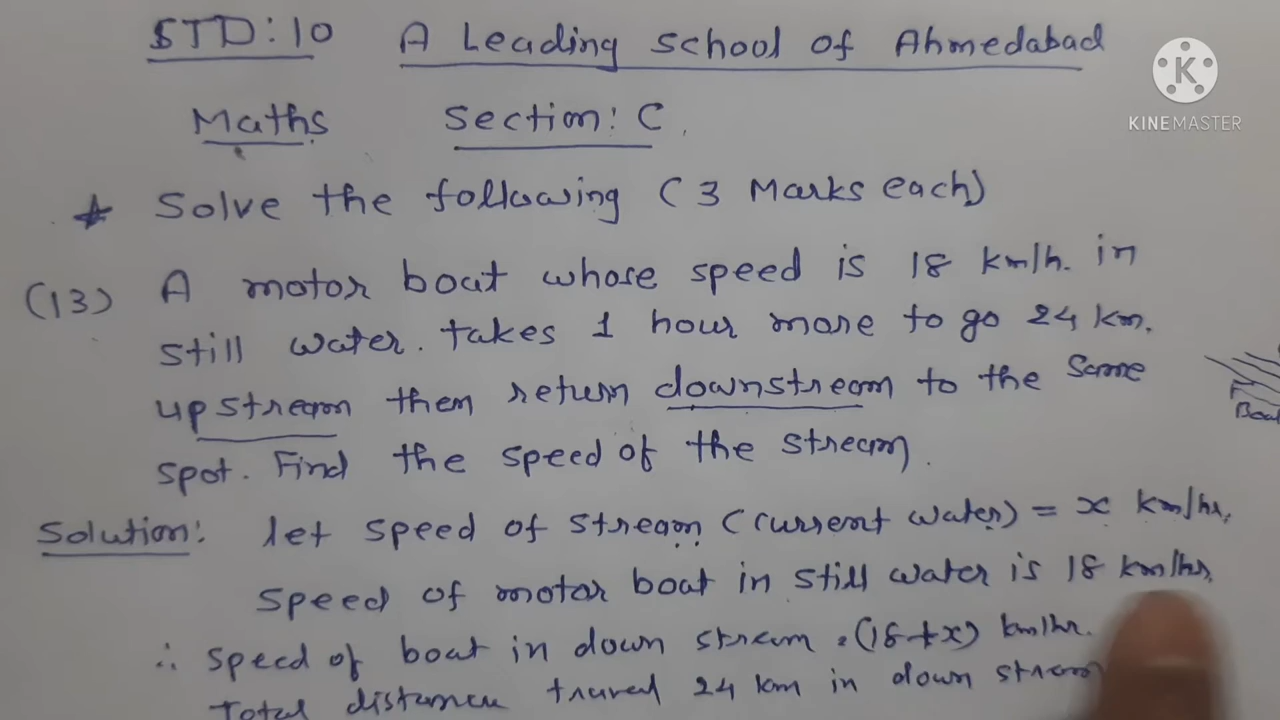 STD: 10 A Leading School of Ahmedabad
KINEMASTER
Maths Section: C.
* Solve the following (3 Marks each)
(13) A motor boat whose speed is 18 km/h. in
still water. takes 1 hour more to go 24 km.
upstream then return downstream to the same
spot. Find the speed of the stream.
Boat
Solution: let speed of stream (current water) = x km/hr.
speed of motor boat in still water is 18 km/hr.
∴ speed of boat in down stream = (18+x) km/hr.
Total distance travel 24 km in down stream